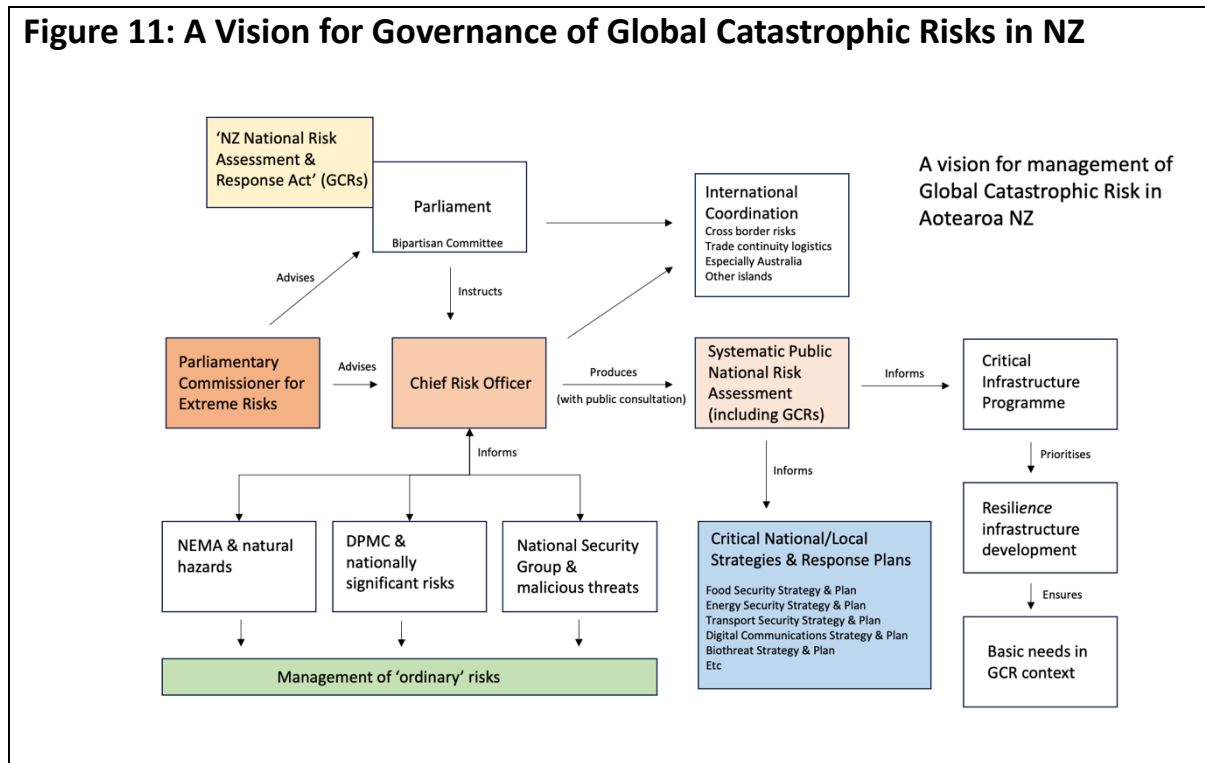 Figure 11: A Vision for Governance of Global Catastrophic Risks in NZ
‘NZ National Risk
Assessment &
Response Act’ (GCRs)
Parliament
Bipartisan Committee
International
Coordination
Cross border risks
Trade continuity logistics
Especially Australia
Other islands
A vision for management of
Global Catastrophic Risk in
Aotearoa NZ
Advises
Instructs
Parliamentary
Commissioner for
Extreme Risks
Advises
Chief Risk Officer
Produces
(with public consultation)
Systematic Public
National Risk
Assessment
(including GCRs)
Informs
Critical
Infrastructure
Programme
Informs
Informs
Prioritises
NEMA & natural
hazards
DPMC &
nationally
significant risks
National Security
Group &
malicious threats
Critical National/Local
Strategies & Response Plans
Food Security Strategy & Plan
Energy Security Strategy & Plan
Transport Security Strategy & Plan
Digital Communications Strategy & Plan
Biothreat Strategy & Plan
Etc
Resilience
infrastructure
development
Ensures
Basic needs in
GCR context
Management of ‘ordinary’ risks